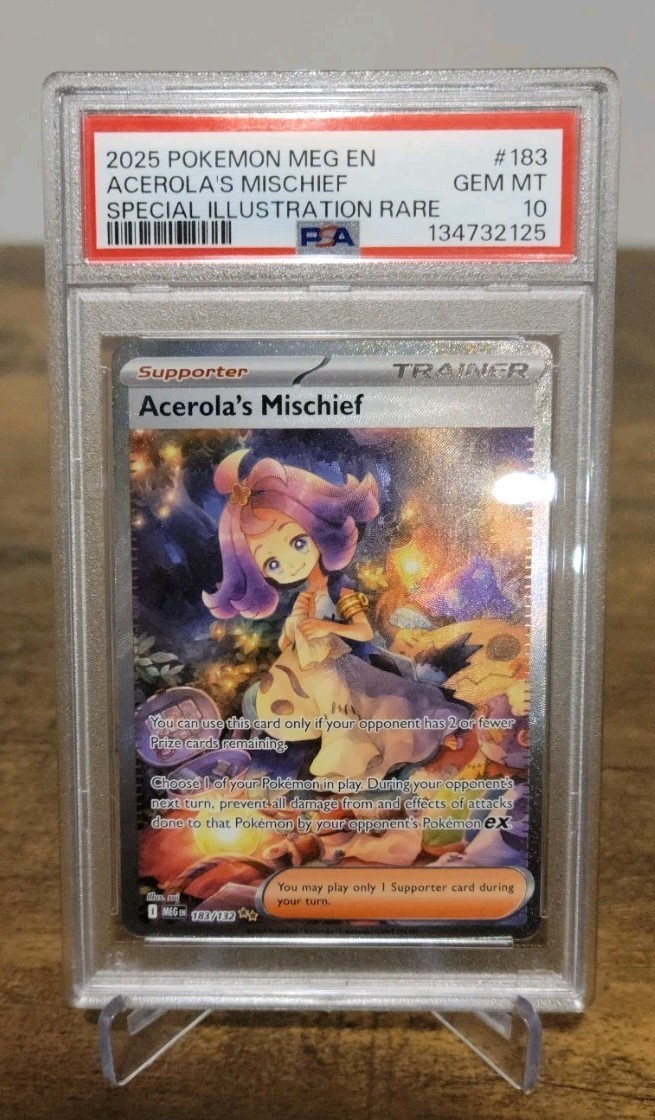 2025 POKEMON MEG EN #183
ACEROLA'S MISCHIEF GEM MT
SPECIAL ILLUSTRATION RARE 10
PSA 134732125
Supporter TRAINER
Acerola's Mischief
You can use this card only if your opponent has 2 or fewer
Prize cards remaining.
Choose 1 of your Pokémon in play. During your opponent's
next turn, prevent all damage from and effects of attacks
done to that Pokémon by your opponent's Pokémon ex.
You may play only 1 Supporter card during
your turn.
Illus.
I MEG EN 183/132